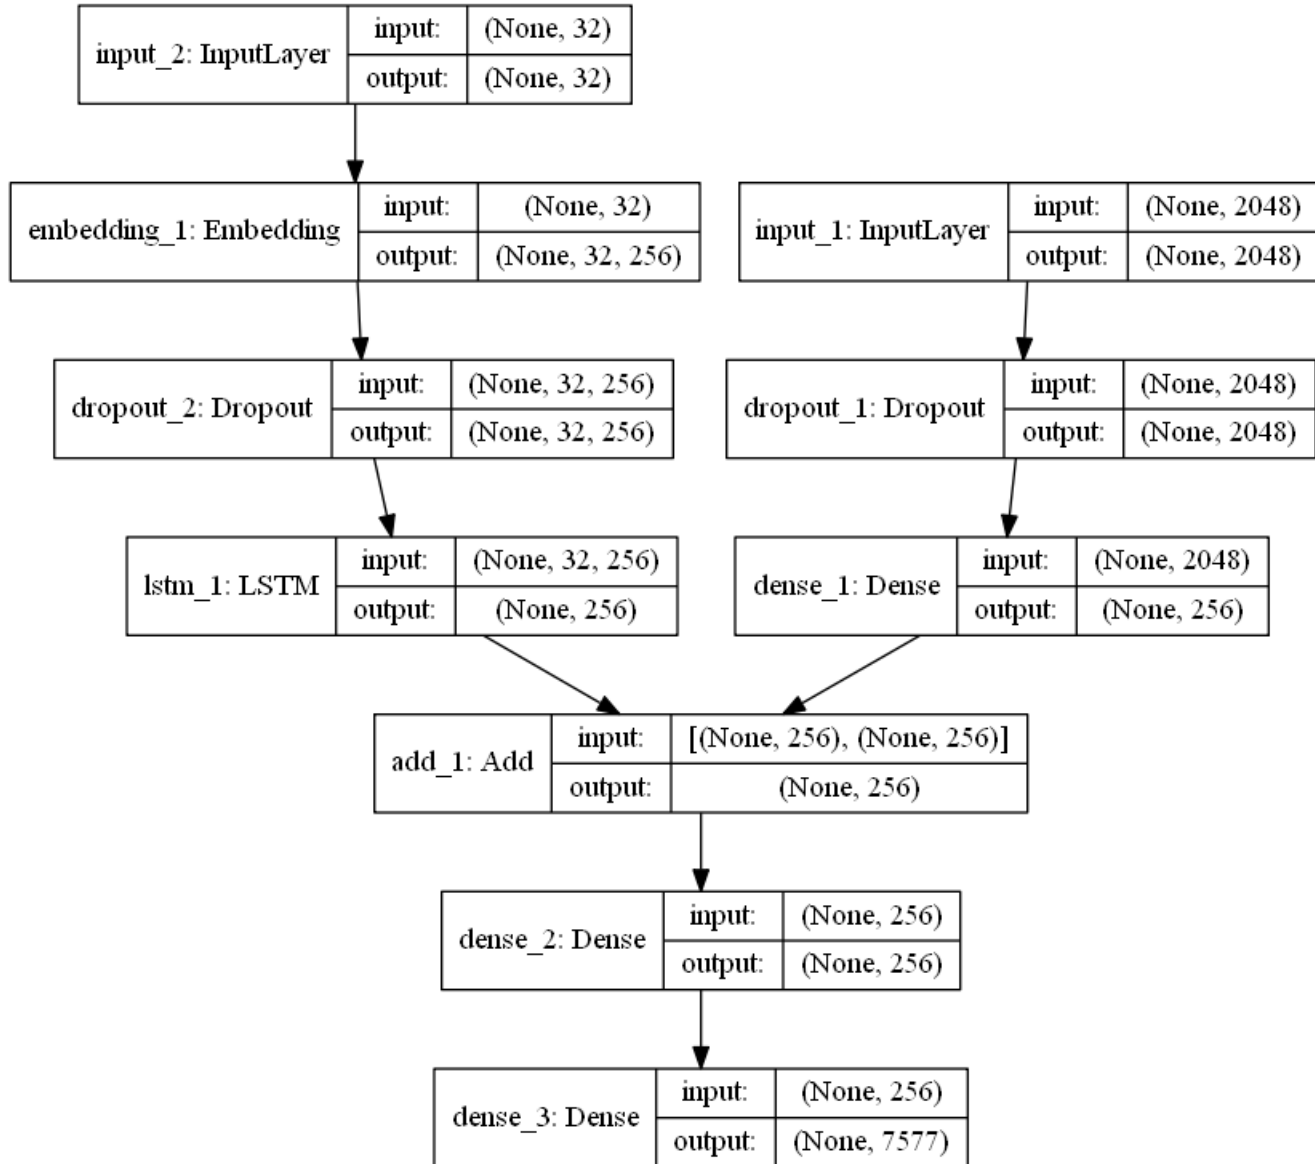 input_2: InputLayer
input: (None, 32)
output: (None, 32)
embedding_1: Embedding
input: (None, 32)
output: (None, 32, 256)
input_1: InputLayer
input: (None, 2048)
output: (None, 2048)
dropout_2: Dropout
input: (None, 32, 256)
output: (None, 32, 256)
dropout_1: Dropout
input: (None, 2048)
output: (None, 2048)
lstm_1: LSTM
input: (None, 32, 256)
output: (None, 256)
dense_1: Dense
input: (None, 2048)
output: (None, 256)
add_1: Add
input: [(None, 256), (None, 256)]
output: (None, 256)
dense_2: Dense
input: (None, 256)
output: (None, 256)
dense_3: Dense
input: (None, 256)
output: (None, 7577)